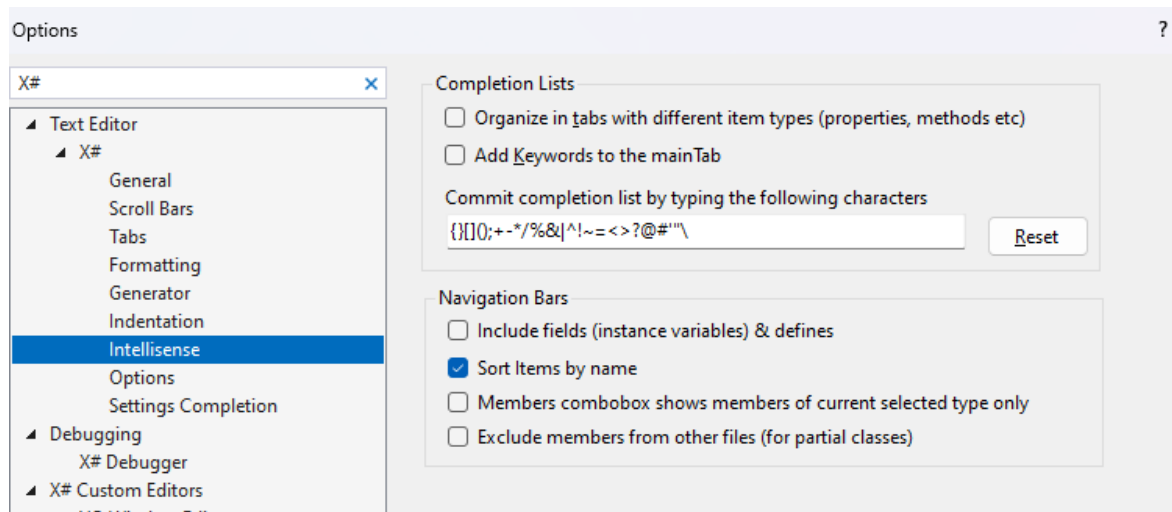 Options
?
X#
Text Editor
X#
General
Scroll Bars
Tabs
Formatting
Generator
Indentation
Intellisense
Options
Settings Completion
Debugging
X# Debugger
X# Custom Editors
Completion Lists
Organize in tabs with different item types (properties, methods etc)
Add Keywords to the mainTab
Commit completion list by typing the following characters
{}[]();+-*/%&|^!~=<>?@#'"\
Reset
Navigation Bars
Include fields (instance variables) & defines
Sort Items by name
Members combobox shows members of current selected type only
Exclude members from other files (for partial classes)